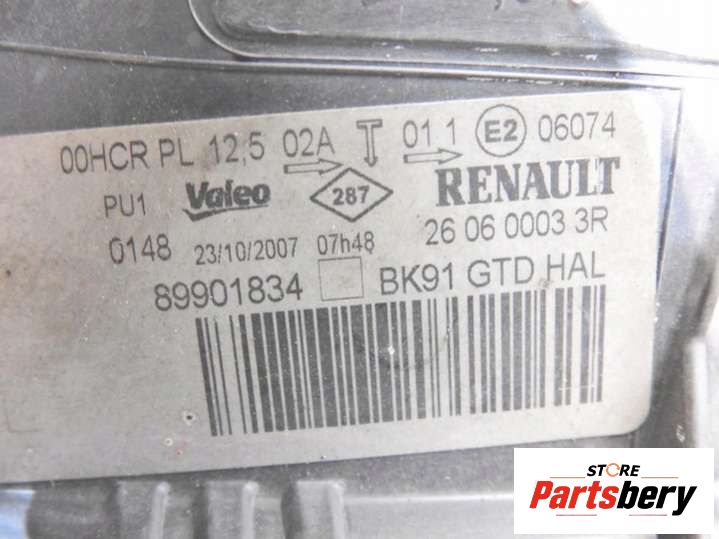 00HCR PL 12,5 02A T 01 1 E2 06074
PU1 Valeo 287 RENAULT
0148 23/10/2007 07h48 26 06 0003 3R
89901834 BK91 GTD HAL
STORE
Partsbery